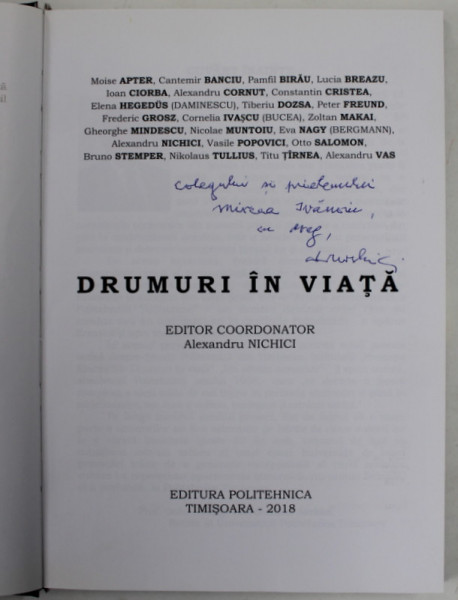 Moise APTER, Cantemir BANCIU, Pamfil BIRĂU, Lucia BREAZU,
Ioan CIORBA, Alexandru CORNUT, Constantin CRISTEA,
Elena HEGEDŰS (DAMINESCU), Tiberiu DOZSA, Peter FREUND,
Frederic GROSZ, Cornelia IVAȘCU (BUCEA), Zoltan MAKAI,
Gheorghe MINDESCU, Nicolae MUNTOIU, Eva NAGY (BERGMANN),
Alexandru NICHICI, Vasile POPOVICI, Otto SALOMON,
Bruno STEMPER, Nikolaus TULLIUS, Titu ȚÎRNEA, Alexandru VAS
colegului și prietenului
Mircea Ivănoiu,
cu drag,
DRUMURI ÎN VIAȚĂ
EDITOR COORDONATOR
Alexandru NICHICI
EDITURA POLITEHNICA
TIMIȘOARA - 2018